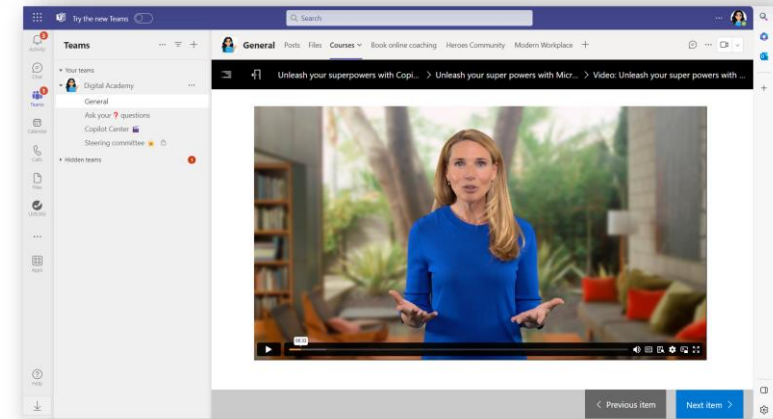 Try the new Teams
Search
3
Activity
Chat
Teams
Calendar
Calls
Files
Apps
Help
Teams
Your teams
Digital Academy
General
Ask your ❓ questions
Copilot Center
Steering committee
Hidden teams
General Posts Files Courses Book online coaching Heroes Community Modern Workplace
Unleash your superpowers with Copi... > Unleash your super powers with Micr... > Video: Unleash your super powers with ...
< Previous item
Next item >